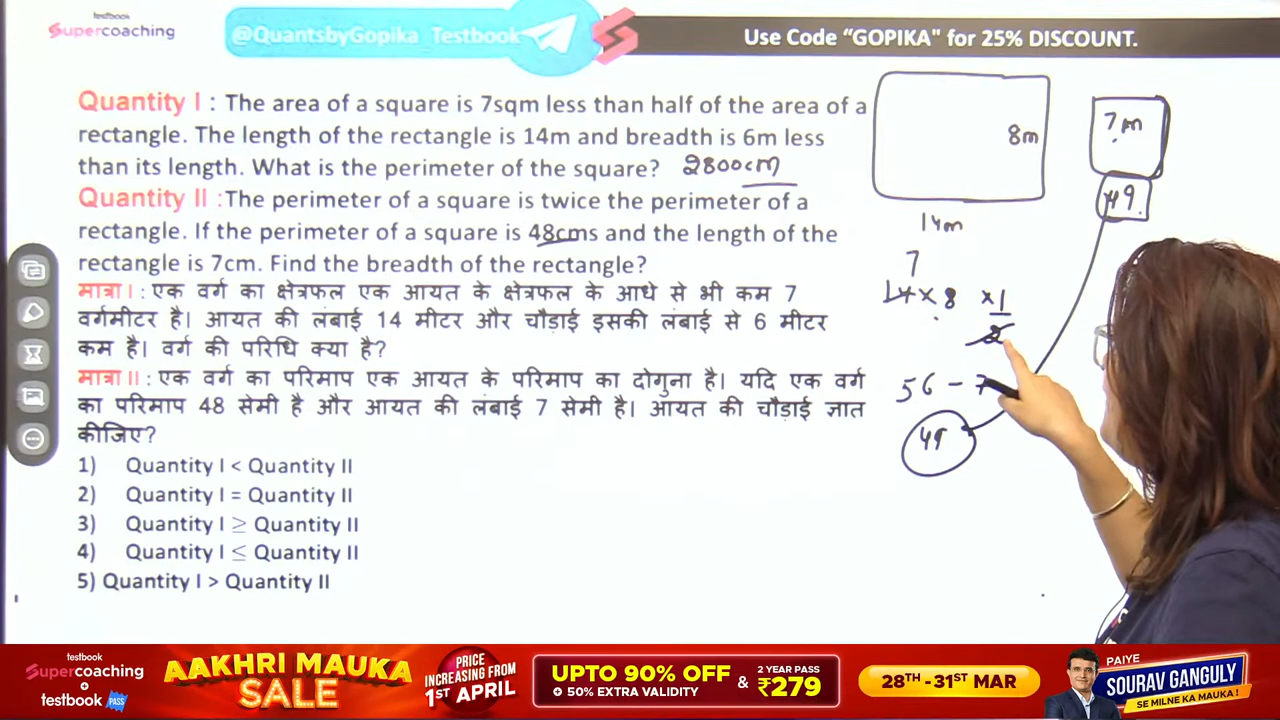 testbook
Supercoaching
@QuantsbyGopika Testbook
Use Code “GOPIKA" for 25% DISCOUNT.
Quantity I : The area of a square is 7sqm less than half of the area of a
rectangle. The length of the rectangle is 14m and breadth is 6m less
than its length. What is the perimeter of the square? 2800cm
Quantity II :The perimeter of a square is twice the perimeter of a
rectangle. If the perimeter of a square is 48cms and the length of the
rectangle is 7cm. Find the breadth of the rectangle?
मात्रा I : एक वर्ग का क्षेत्रफल एक आयत के क्षेत्रफल के आधे से भी कम 7
वर्गमीटर है। आयत की लंबाई 14 मीटर और चौड़ाई इसकी लंबाई से 6 मीटर
कम है। वर्ग की परिधि क्या है?
मात्रा II : एक वर्ग का परिमाप एक आयत के परिमाप का दोगुना है। यदि एक वर्ग
का परिमाप 48 सेमी है और आयत की लंबाई 7 सेमी है। आयत की चौड़ाई ज्ञात
कीजिए?
1) Quantity I < Quantity II
2) Quantity I = Quantity II
3) Quantity I ≥ Quantity II
4) Quantity I ≤ Quantity II
5) Quantity I > Quantity II
8m
14m
7m
49
7
14 × 8 × 1
2
56 - 7
49
testbook
Supercoaching
+
testbook PASS
AAKHRI MAUKA
SALE
PRICE
INCREASING FROM
1ST APRIL
UPTO 90% OFF
+ 50% EXTRA VALIDITY
&
2 YEAR PASS
₹279
28TH - 31ST MAR
PAIYE
SOURAV GANGULY
SE MILNE KA MAUKA !